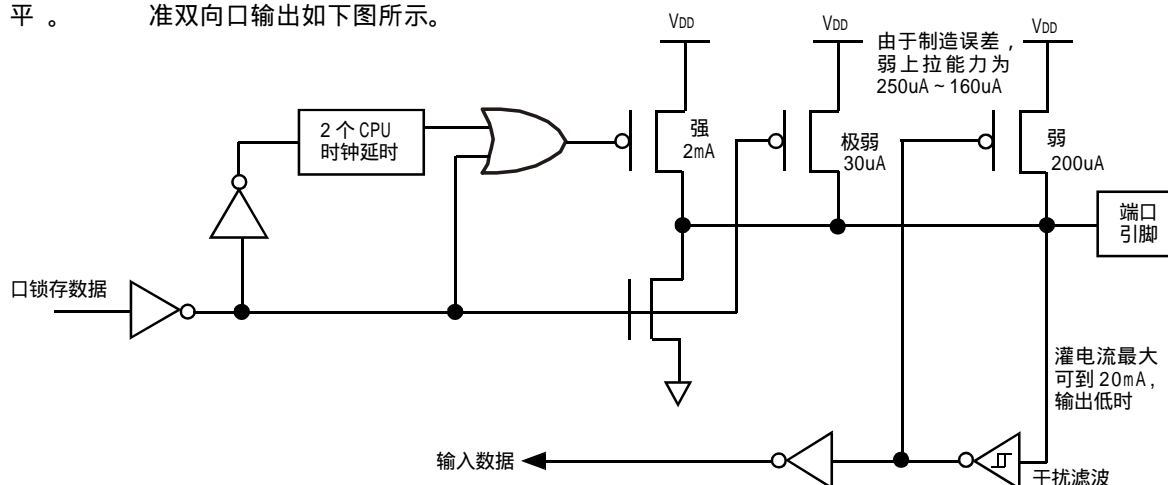 平 。 准双向口输出如下图所示。
VDD
VDD
VDD
由于制造误差，
弱上拉能力为
250uA ~ 160uA
2 个 CPU
时钟延时
强
2mA
极弱
30uA
弱
200uA
端口
引脚
口锁存数据
灌电流最大
可到 20mA,
输出低时
输入数据
干扰滤波